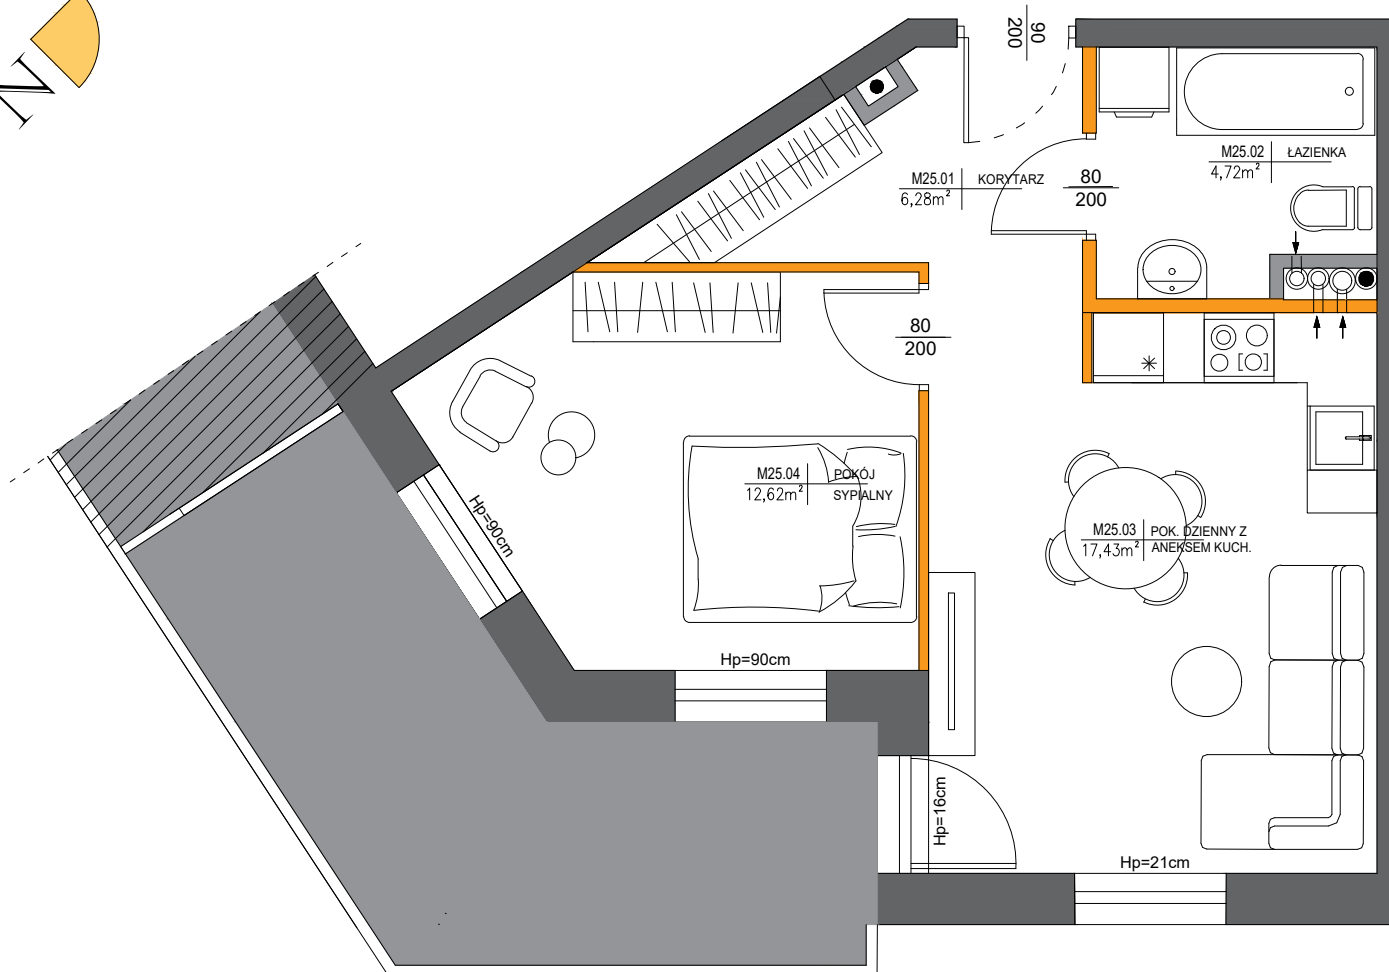 N
90
200
M25.01 KORYTARZ
6,28m²
80
200
M25.02 ŁAZIENKA
4,72m²
80
200
M25.04 POKÓJ
12,62m² SYPIALNY
M25.03 POK. DZIENNY Z
17,43m² ANEKSEM KUCH.
Hp=90cm
Hp=90cm
Hp=16cm
Hp=21cm